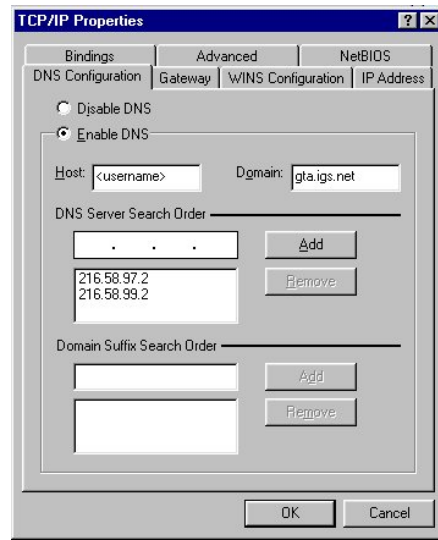 TCP/IP Properties
Bindings Advanced NetBIOS
DNS Configuration Gateway WINS Configuration IP Address
Disable DNS
Enable DNS
Host: <username> Domain: gta.igs.net
DNS Server Search Order
. . . Add
216.58.97.2 Remove
216.58.99.2
Domain Suffix Search Order
Add
Remove
OK Cancel